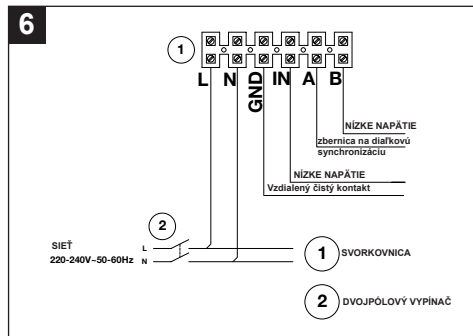 6
1
L N GND IN A B
NÍZKE NAPÄTIE
zbernica na diaľkovú
synchronizáciu
NÍZKE NAPÄTIE
Vzdialený čistý kontakt
2
SIEŤ
220-240V~50-60Hz
L
N
1 SVORKOVNICA
2 DVOJPÓLOVÝ VYPÍNAČ